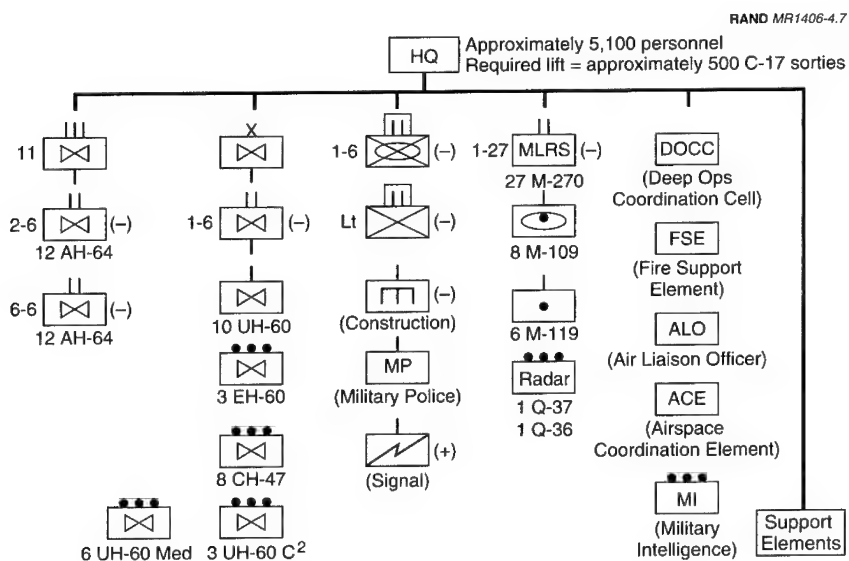 RAND MR1406-4.7
HQ
Approximately 5,100 personnel
Required lift = approximately 500 C-17 sorties
11
X
1-6 (–)
1-27 MLRS (–)
27 M-270
DOCC
(Deep Ops
Coordination Cell)
2-6 (–)
12 AH-64
1-6 (–)
Lt (–)
8 M-109
FSE
(Fire Support
Element)
6-6 (–)
12 AH-64
10 UH-60
(–)
(Construction)
6 M-119
ALO
(Air Liaison Officer)
3 EH-60
MP
(Military Police)
Radar
1 Q-37
1 Q-36
ACE
(Airspace
Coordination Element)
8 CH-47
(+)
(Signal)
MI
(Military
Intelligence)
6 UH-60 Med
3 UH-60 C²
Support
Elements